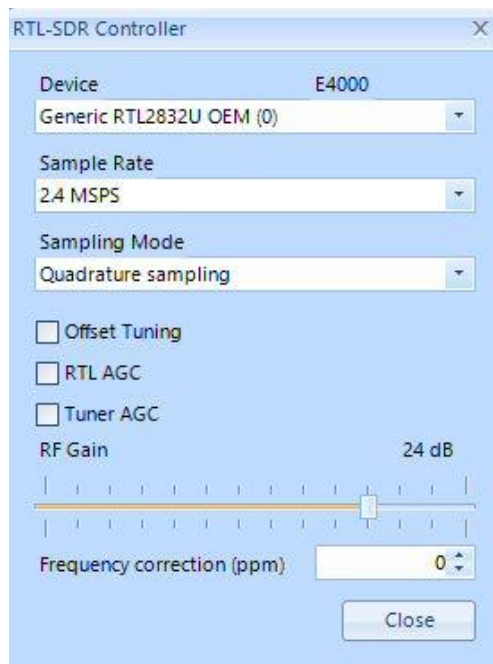 RTL-SDR Controller
Device E4000
Generic RTL2832U OEM (0)
Sample Rate
2.4 MSPS
Sampling Mode
Quadrature sampling
Offset Tuning
RTL AGC
Tuner AGC
RF Gain 24 dB
Frequency correction (ppm) 0
Close